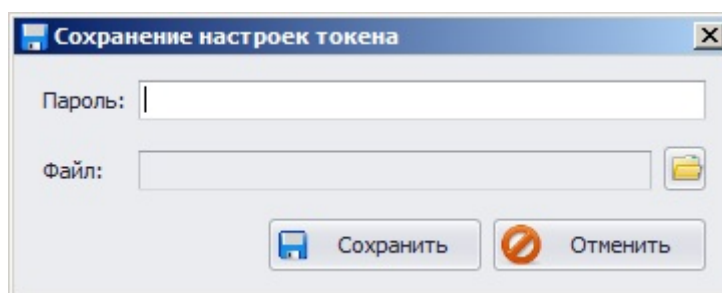 Сохранение настроек токена
Пароль:
Файл:
Сохранить Отменить